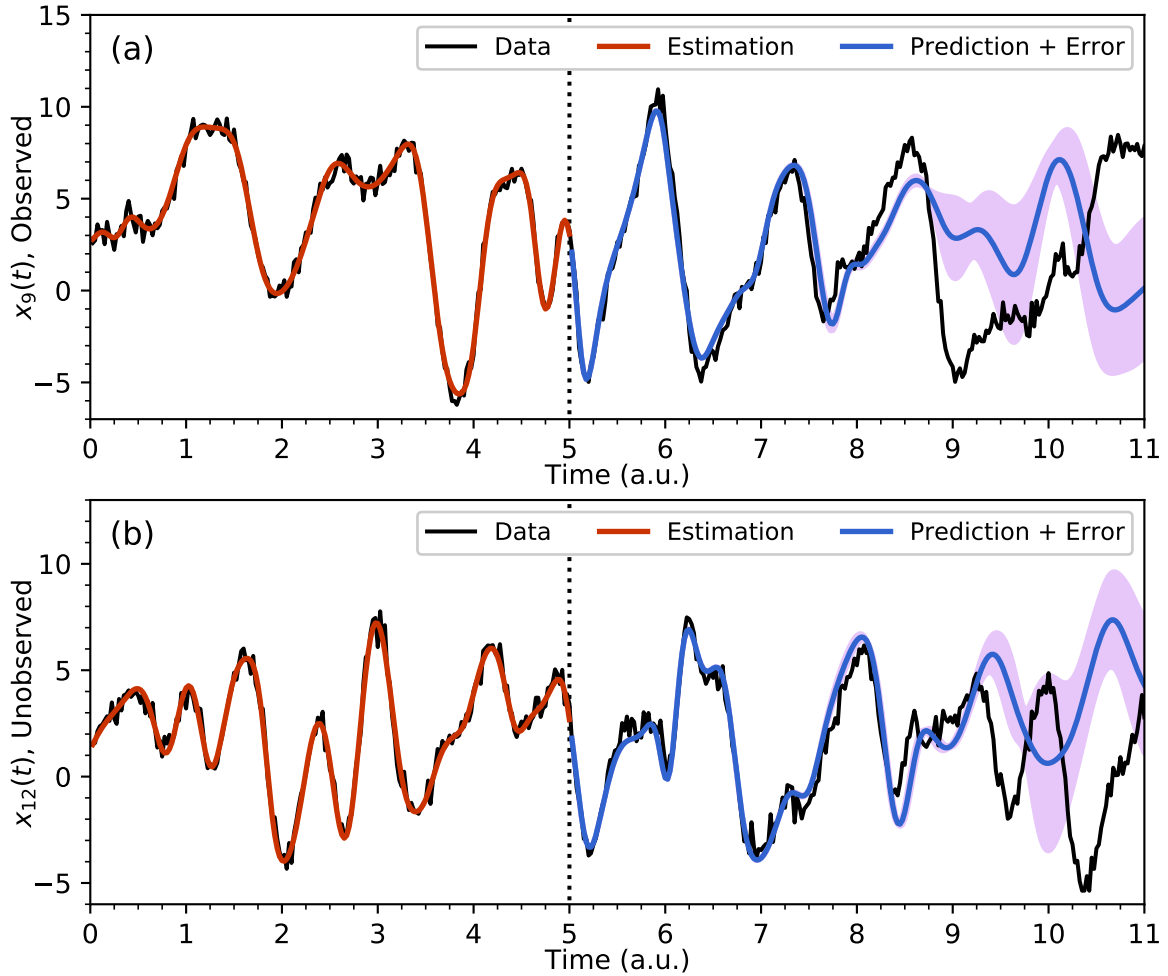 15
10
5
0
−5
x₉(t), Observed
(a)
Data
Estimation
Prediction + Error
0 1 2 3 4 5 6 7 8 9 10 11
Time (a.u.)
10
5
0
−5
x₁₂(t), Unobserved
(b)
Data
Estimation
Prediction + Error
0 1 2 3 4 5 6 7 8 9 10 11
Time (a.u.)